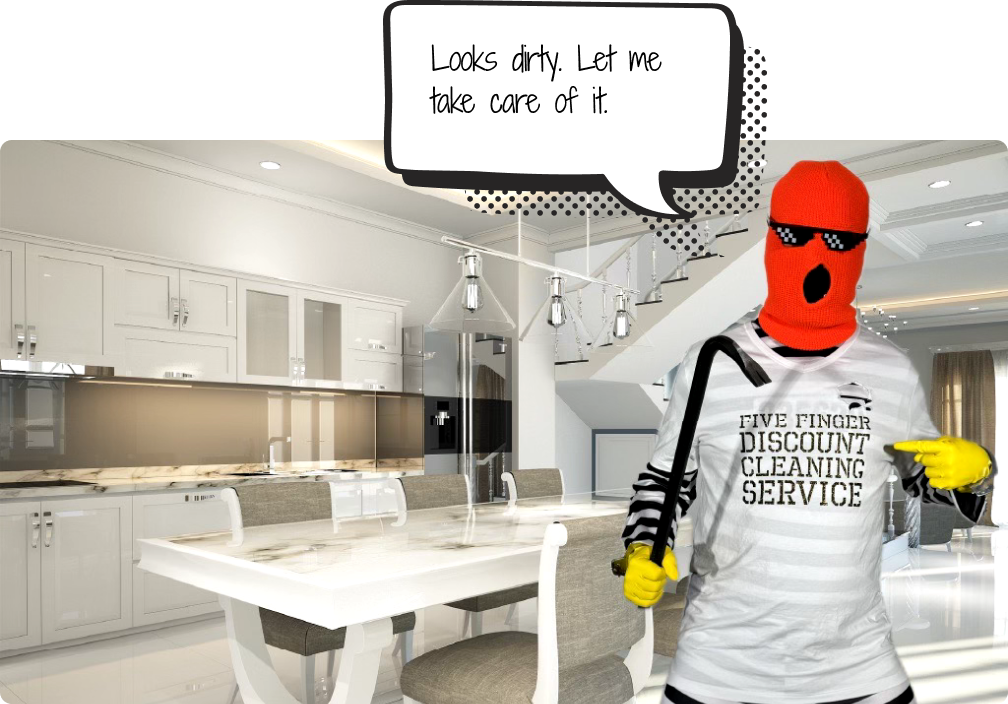 Looks dirty. Let me
take care of it.
FIVE FINGER
DISCOUNT
CLEANING
SERVICE